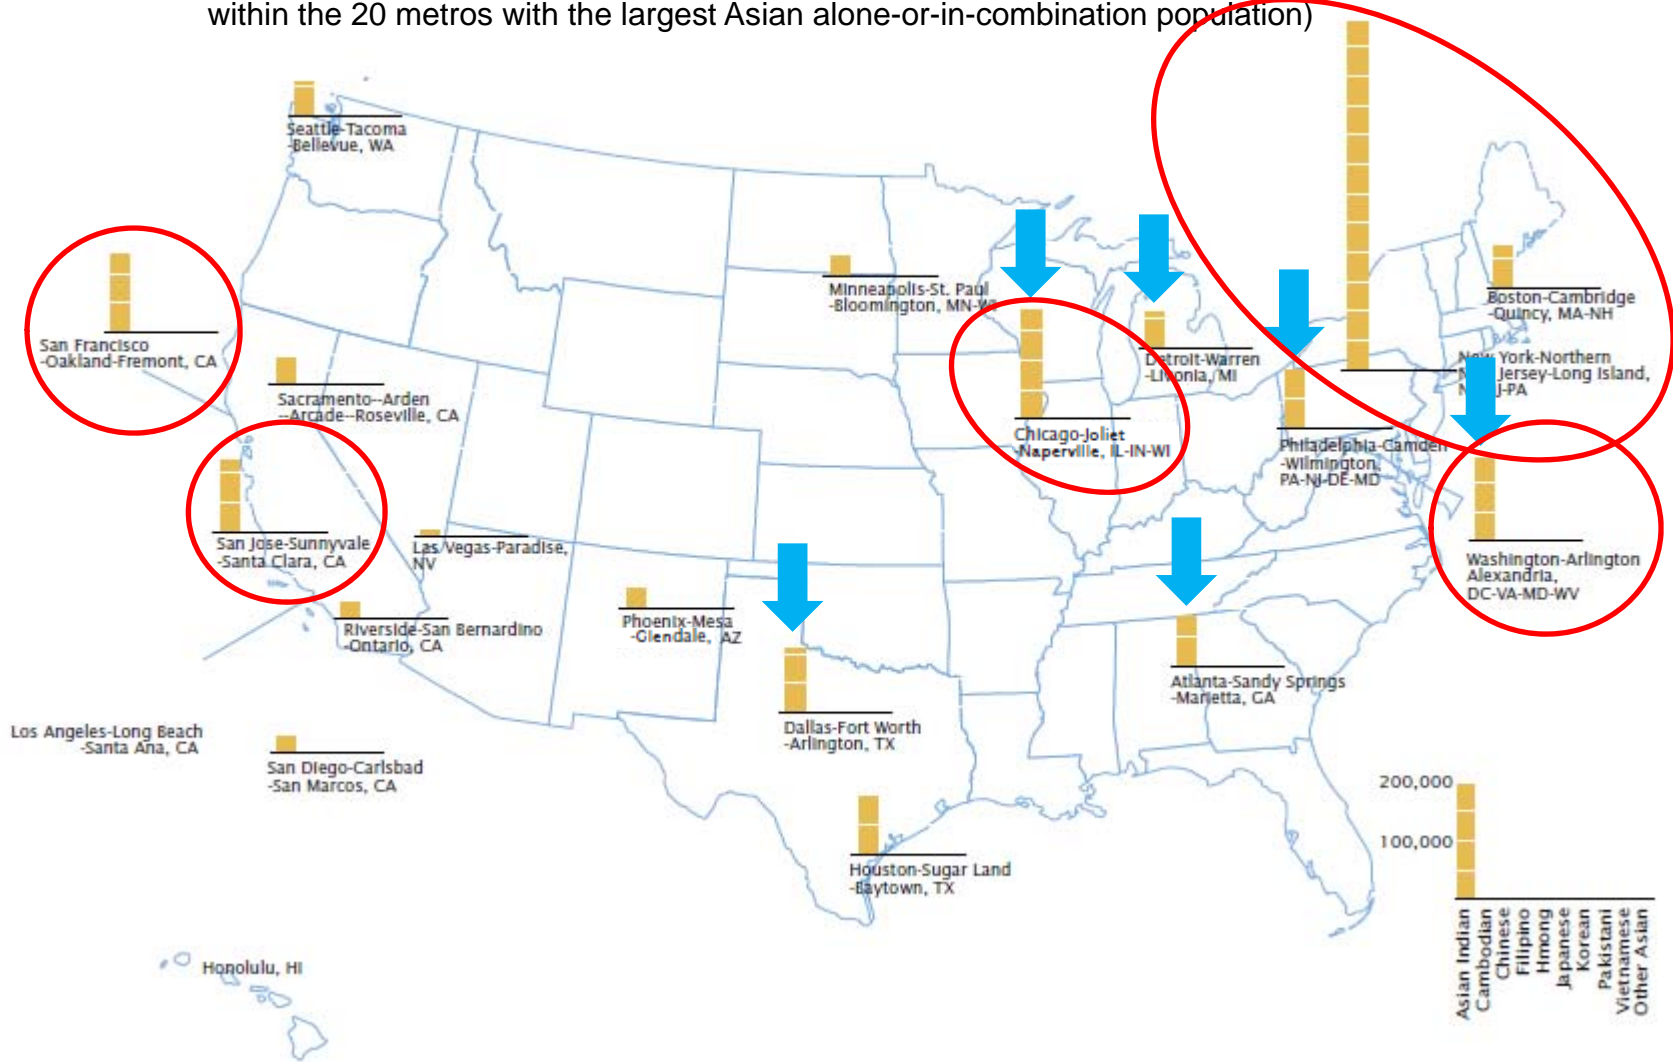 within the 20 metros with the largest Asian alone-or-in-combination population)
Seattle-Tacoma
-Bellevue, WA
San Francisco
-Oakland-Fremont, CA
Sacramento--Arden
--Arcade--Roseville, CA
San Jose-Sunnyvale
-Santa Clara, CA
Las Vegas-Paradise,
NV
Riverside-San Bernardino
-Ontario, CA
Los Angeles-Long Beach
-Santa Ana, CA
San Diego-Carlsbad
-San Marcos, CA
Phoenix-Mesa
-Glendale, AZ
Minneapolis-St. Paul
-Bloomington, MN-WI
Chicago-Joliet
-Naperville, IL-IN-WI
Detroit-Warren
-Livonia, MI
Boston-Cambridge
-Quincy, MA-NH
New York-Northern
Jersey-Long Island,
J-PA
Philadelphia-Camden
-Wilmington,
PA-NJ-DE-MD
Washington-Arlington
Alexandria,
DC-VA-MD-WV
Atlanta-Sandy Springs
-Marietta, GA
Dallas-Fort Worth
-Arlington, TX
Houston-Sugar Land
-Baytown, TX
Honolulu, HI
200,000
100,000
Asian Indian
Cambodian
Chinese
Filipino
Hmong
Japanese
Korean
Pakistani
Vietnamese
Other Asian